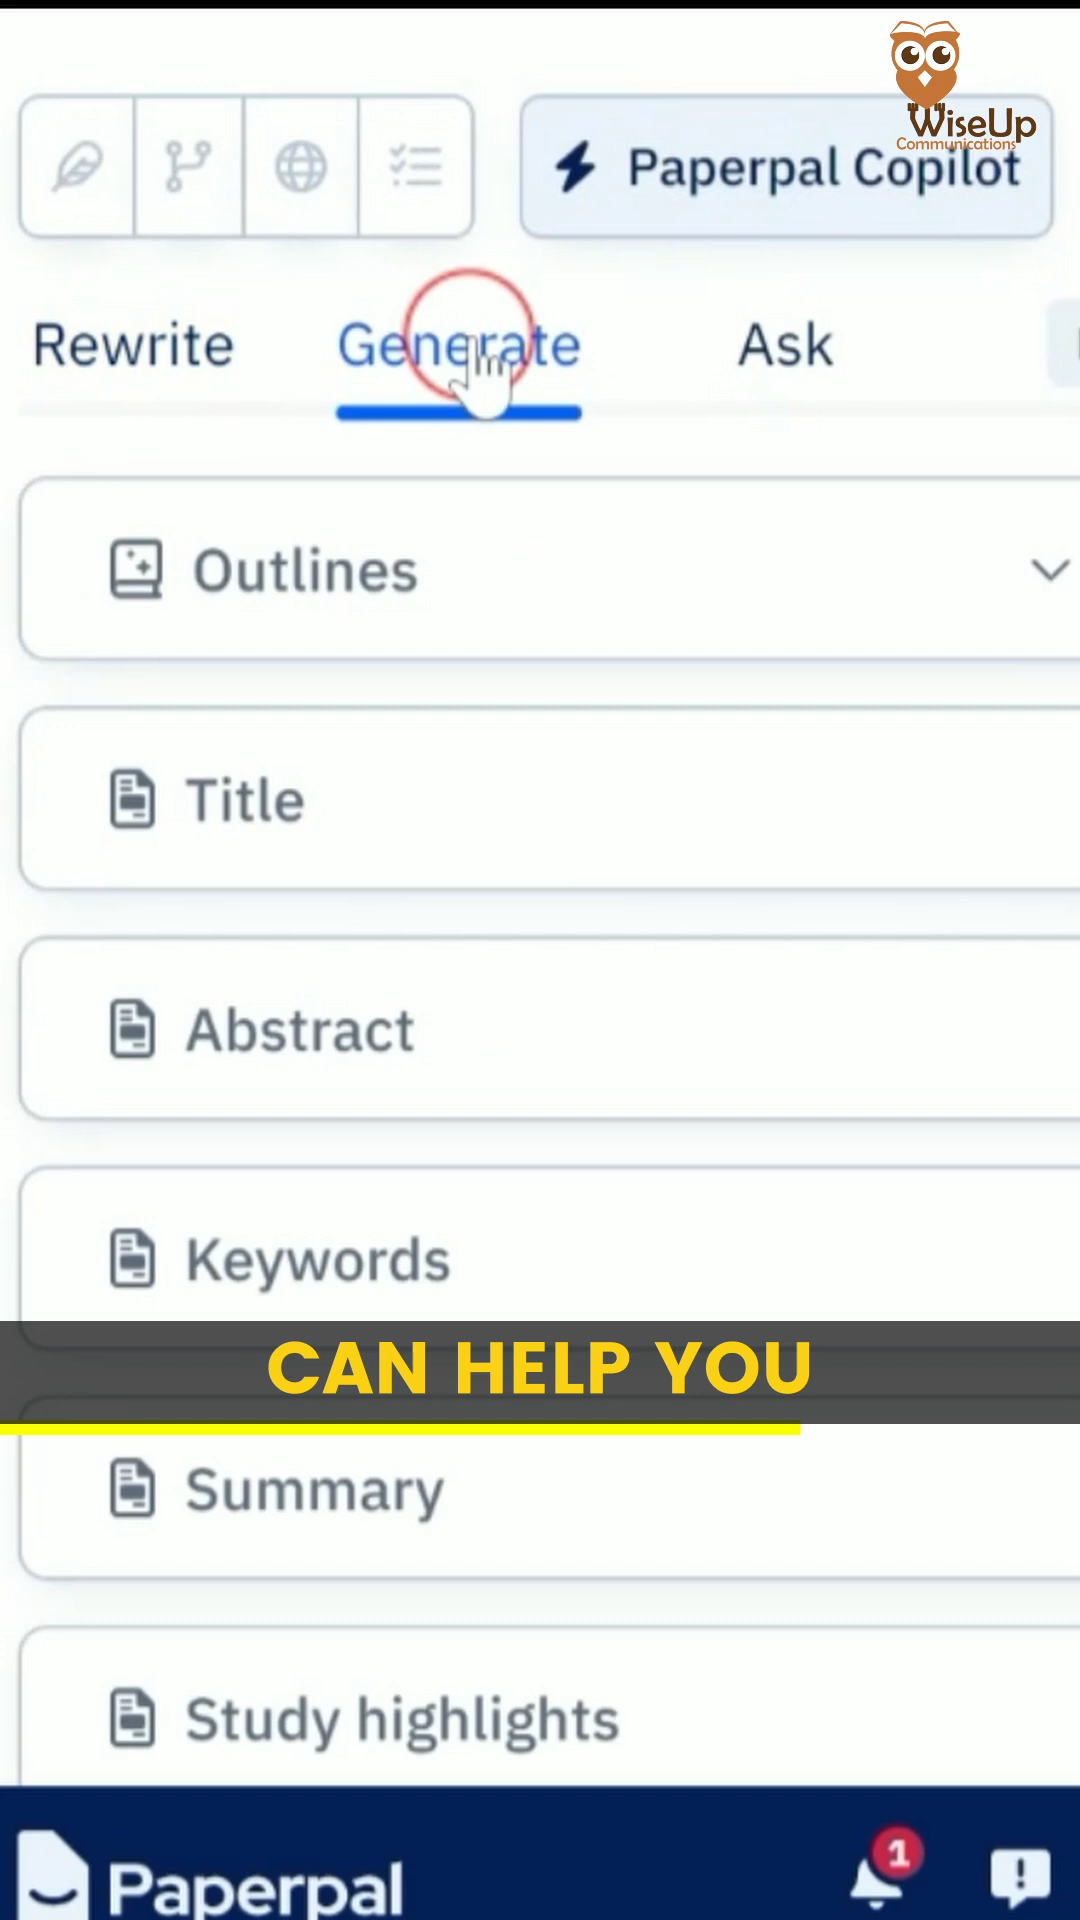 WiseUp
Communications
Paperpal Copilot
Rewrite
Generate
Ask
Outlines
Title
Abstract
Keywords
CAN HELP YOU
Summary
Study highlights
Paperpal
1